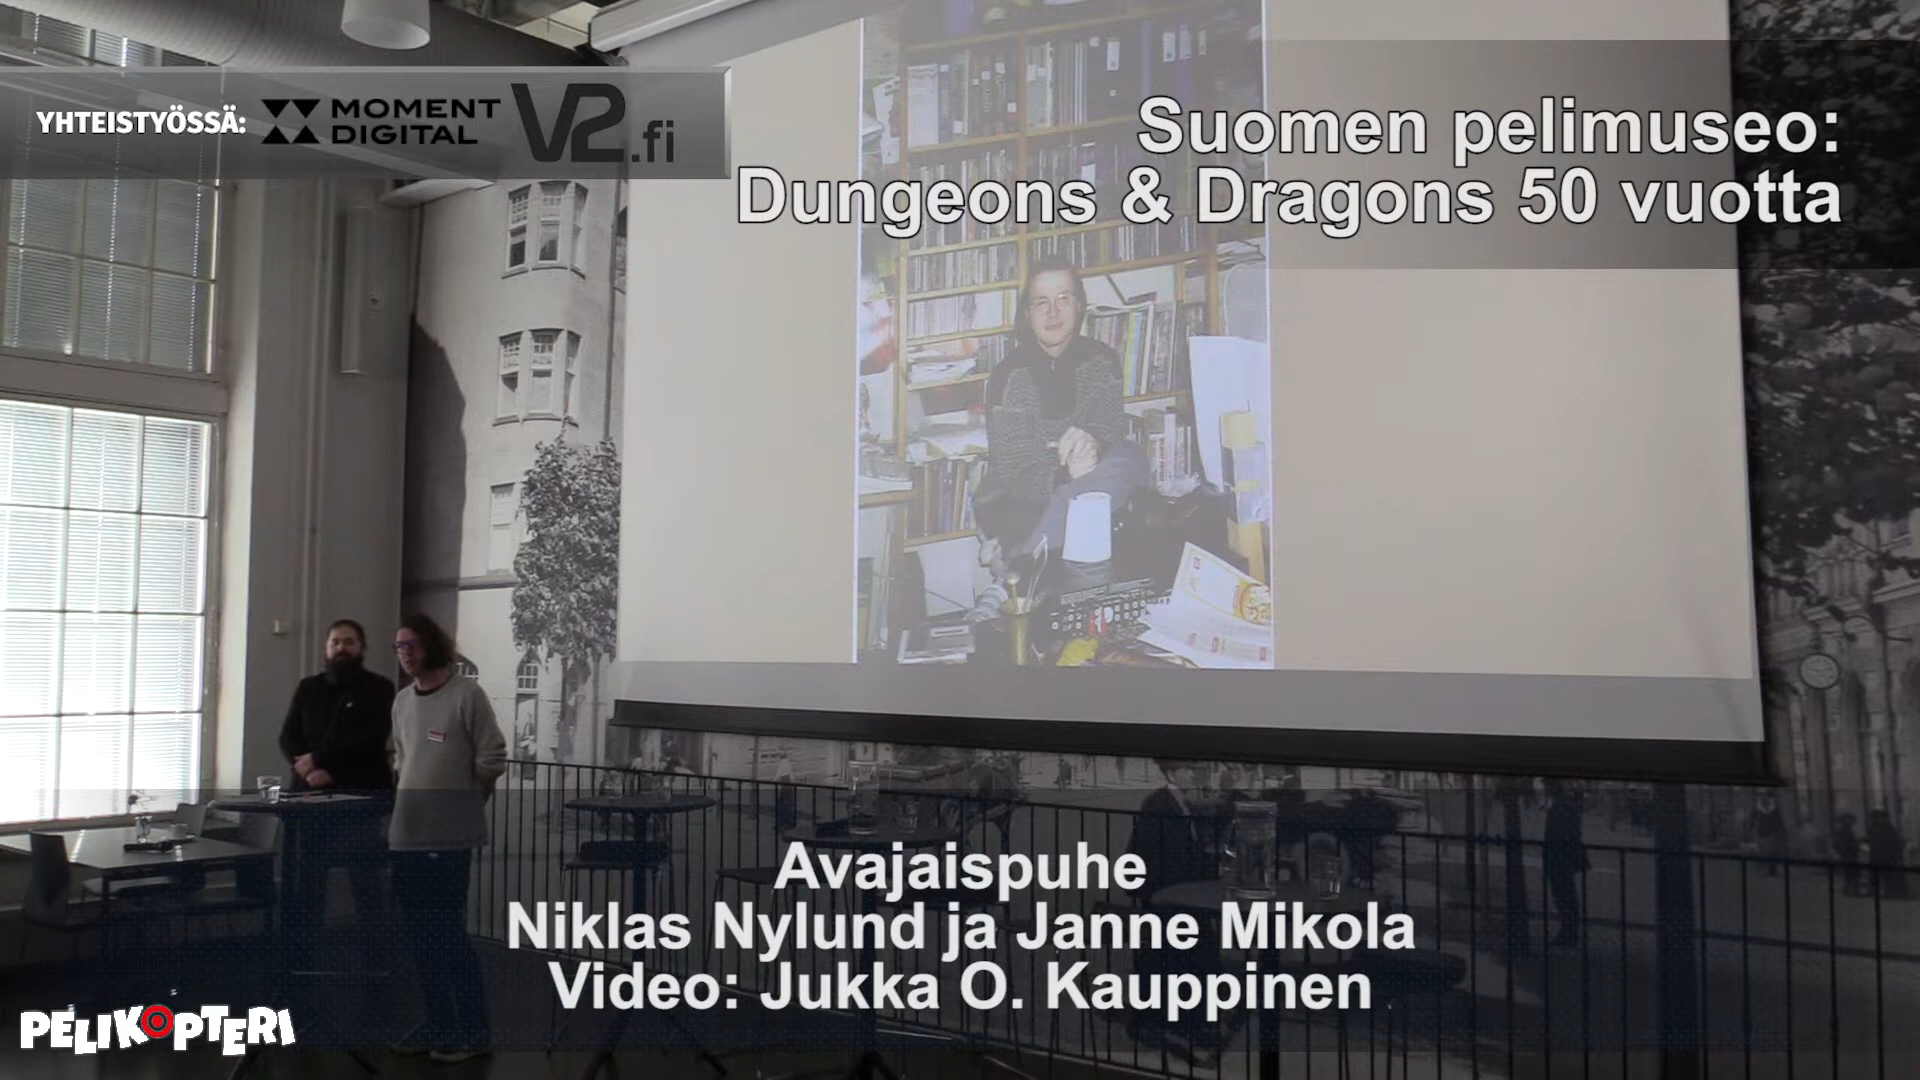 YHTEISTYÖSSÄ:
MOMENT
DIGITAL
V2.fi
Suomen pelimuseo:
Dungeons & Dragons 50 vuotta
Avajaispuhe
Niklas Nylund ja Janne Mikola
Video: Jukka O. Kauppinen
PELIKOPTERI